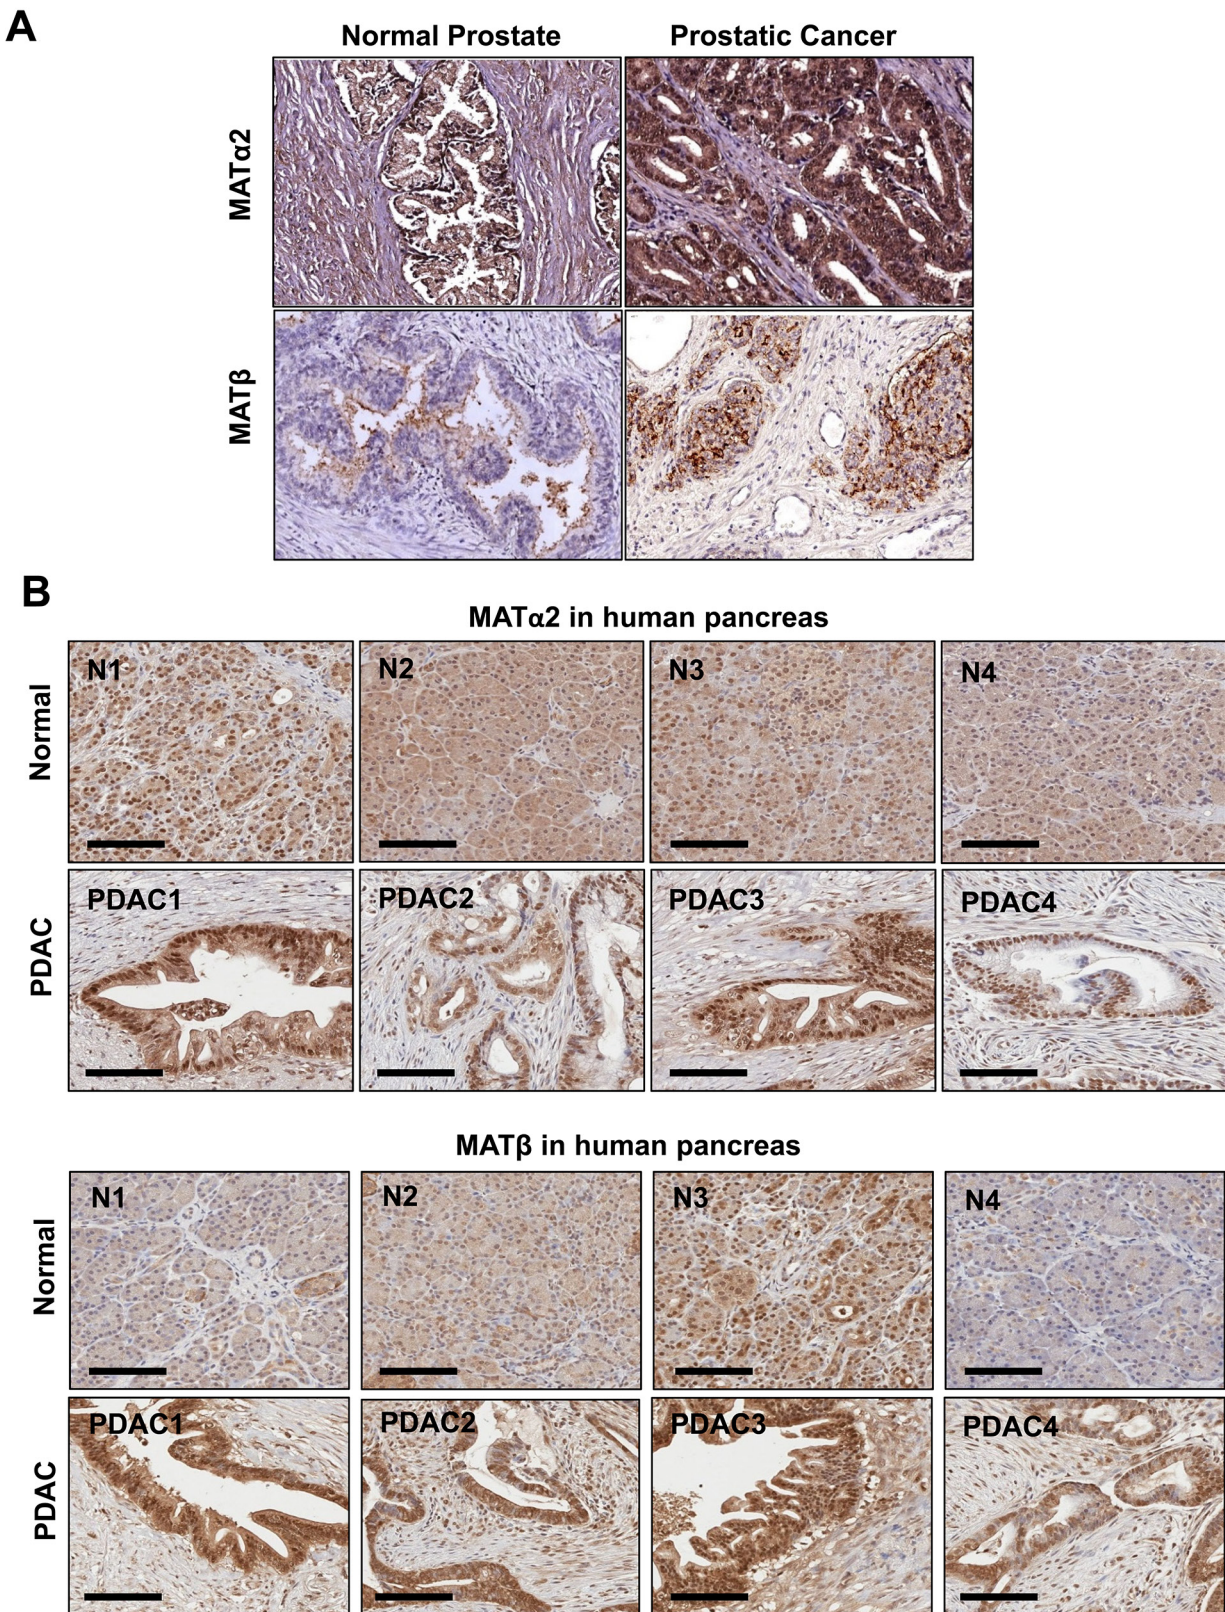 A
Normal Prostate
Prostatic Cancer
MATα2
MATβ
B
MATα2 in human pancreas
Normal
N1
N2
N3
N4
PDAC
PDAC1
PDAC2
PDAC3
PDAC4
MATβ in human pancreas
Normal
N1
N2
N3
N4
PDAC
PDAC1
PDAC2
PDAC3
PDAC4